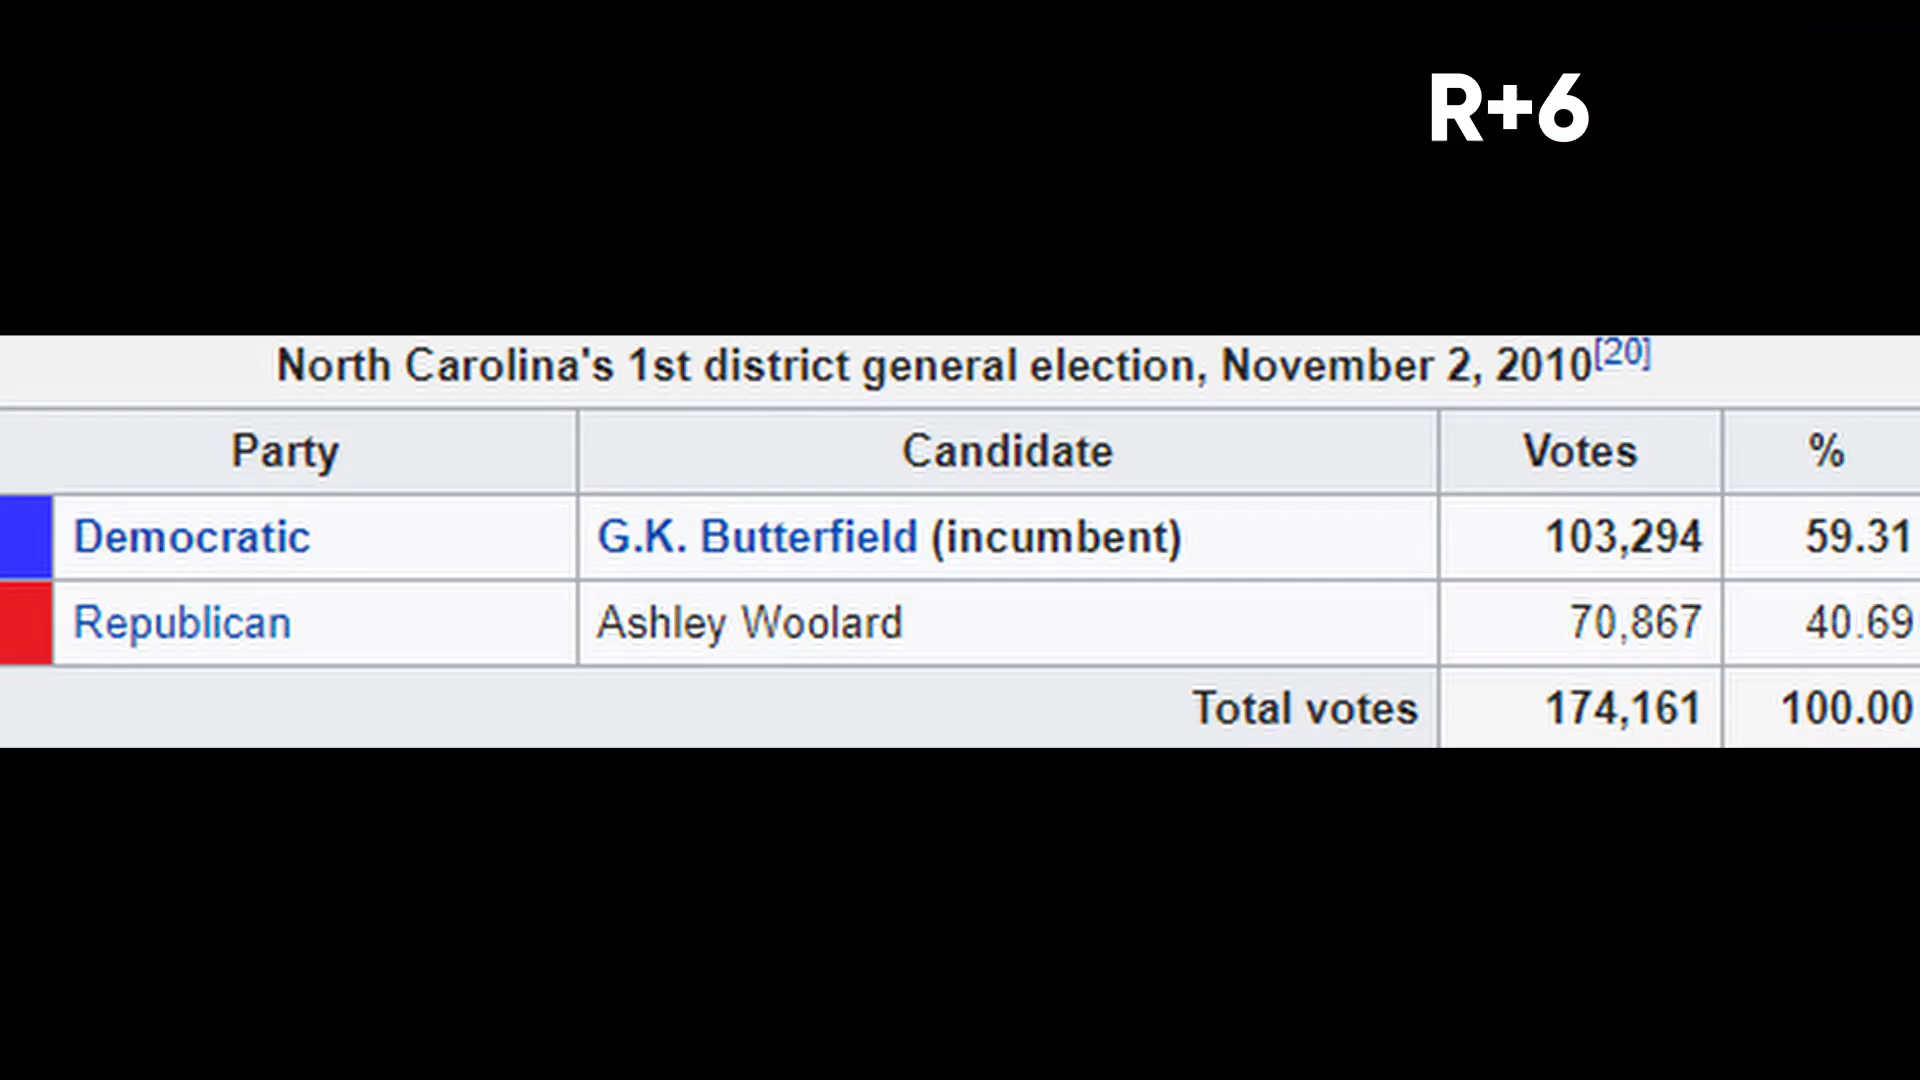 R+6
North Carolina's 1st district general election, November 2, 2010[20]
Party Candidate Votes %
Democratic G.K. Butterfield (incumbent) 103,294 59.31
Republican Ashley Woolard 70,867 40.69
Total votes 174,161 100.00